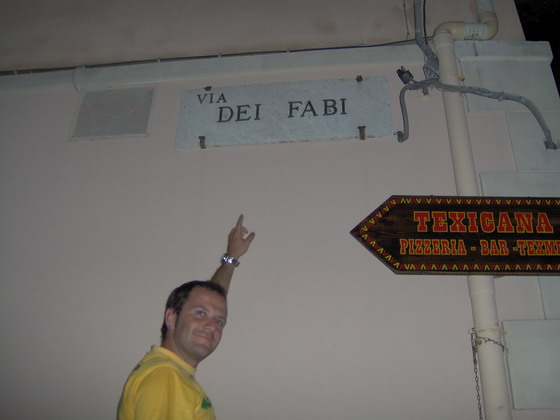 VIA
DEI FABI
TEXICANA
PIZZERIA - BAR -